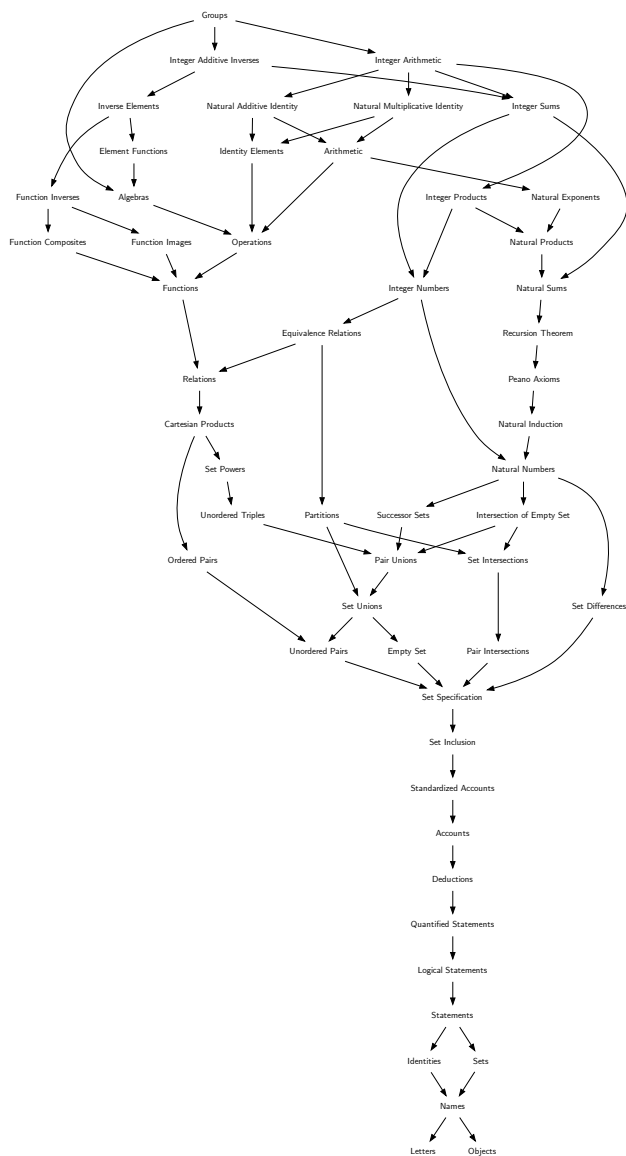 Groups
Integer Additive Inverses
Integer Arithmetic
Inverse Elements
Natural Additive Identity
Natural Multiplicative Identity
Integer Sums
Element Functions
Identity Elements
Arithmetic
Function Inverses
Algebras
Integer Products
Natural Exponents
Function Composites
Function Images
Operations
Natural Products
Functions
Integer Numbers
Natural Sums
Equivalence Relations
Recursion Theorem
Relations
Peano Axioms
Cartesian Products
Natural Induction
Set Powers
Natural Numbers
Unordered Triples
Partitions
Successor Sets
Intersection of Empty Set
Ordered Pairs
Pair Unions
Set Intersections
Set Unions
Set Differences
Unordered Pairs
Empty Set
Pair Intersections
Set Specification
Set Inclusion
Standardized Accounts
Accounts
Deductions
Quantified Statements
Logical Statements
Statements
Identities
Sets
Names
Letters
Objects